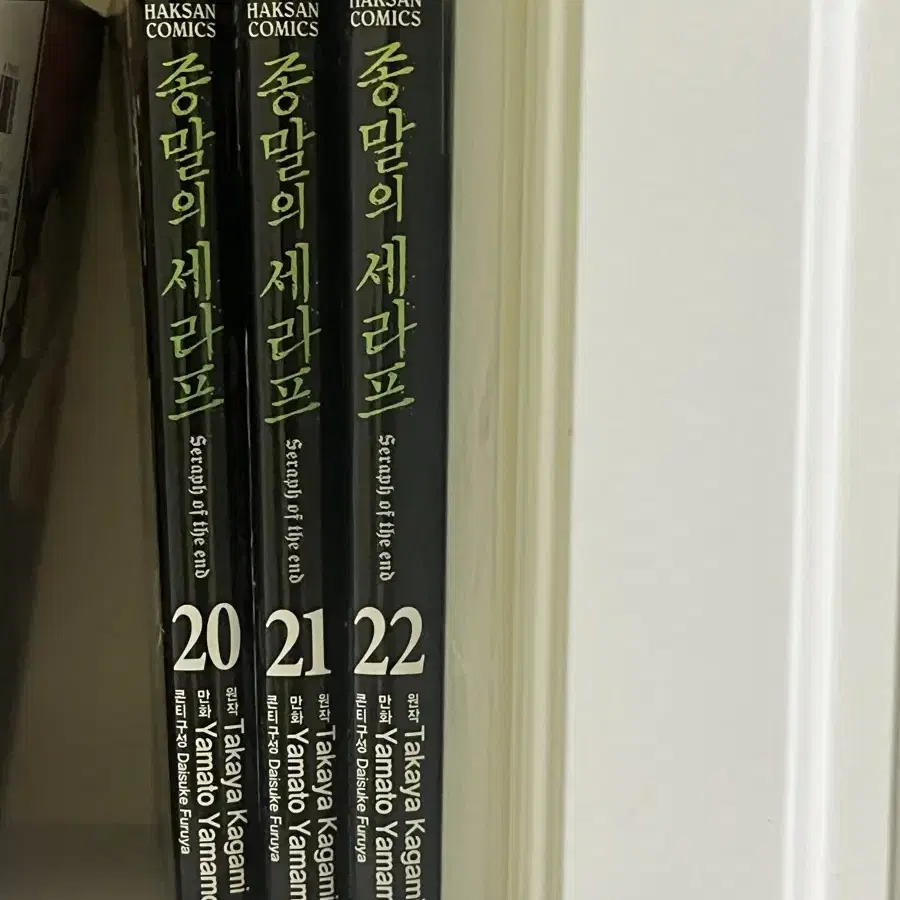 HAKSAN
COMICS
종말의 세라프
Seraph of the end
20
원작 Takaya Kagami
만화 Yamato Yamamo
콘티 구성 Daisuke Furuya
HAKSAN
COMICS
종말의 세라프
Seraph of the end
21
원작 Takaya Kagami
만화 Yamato Yamam
콘티 구성 Daisuke Furuya
HAKSAN
COMICS
종말의 세라프
Seraph of the end
22
원작 Takaya Kagami
만화 Yamato Yamam
콘티 구성 Daisuke Furuya